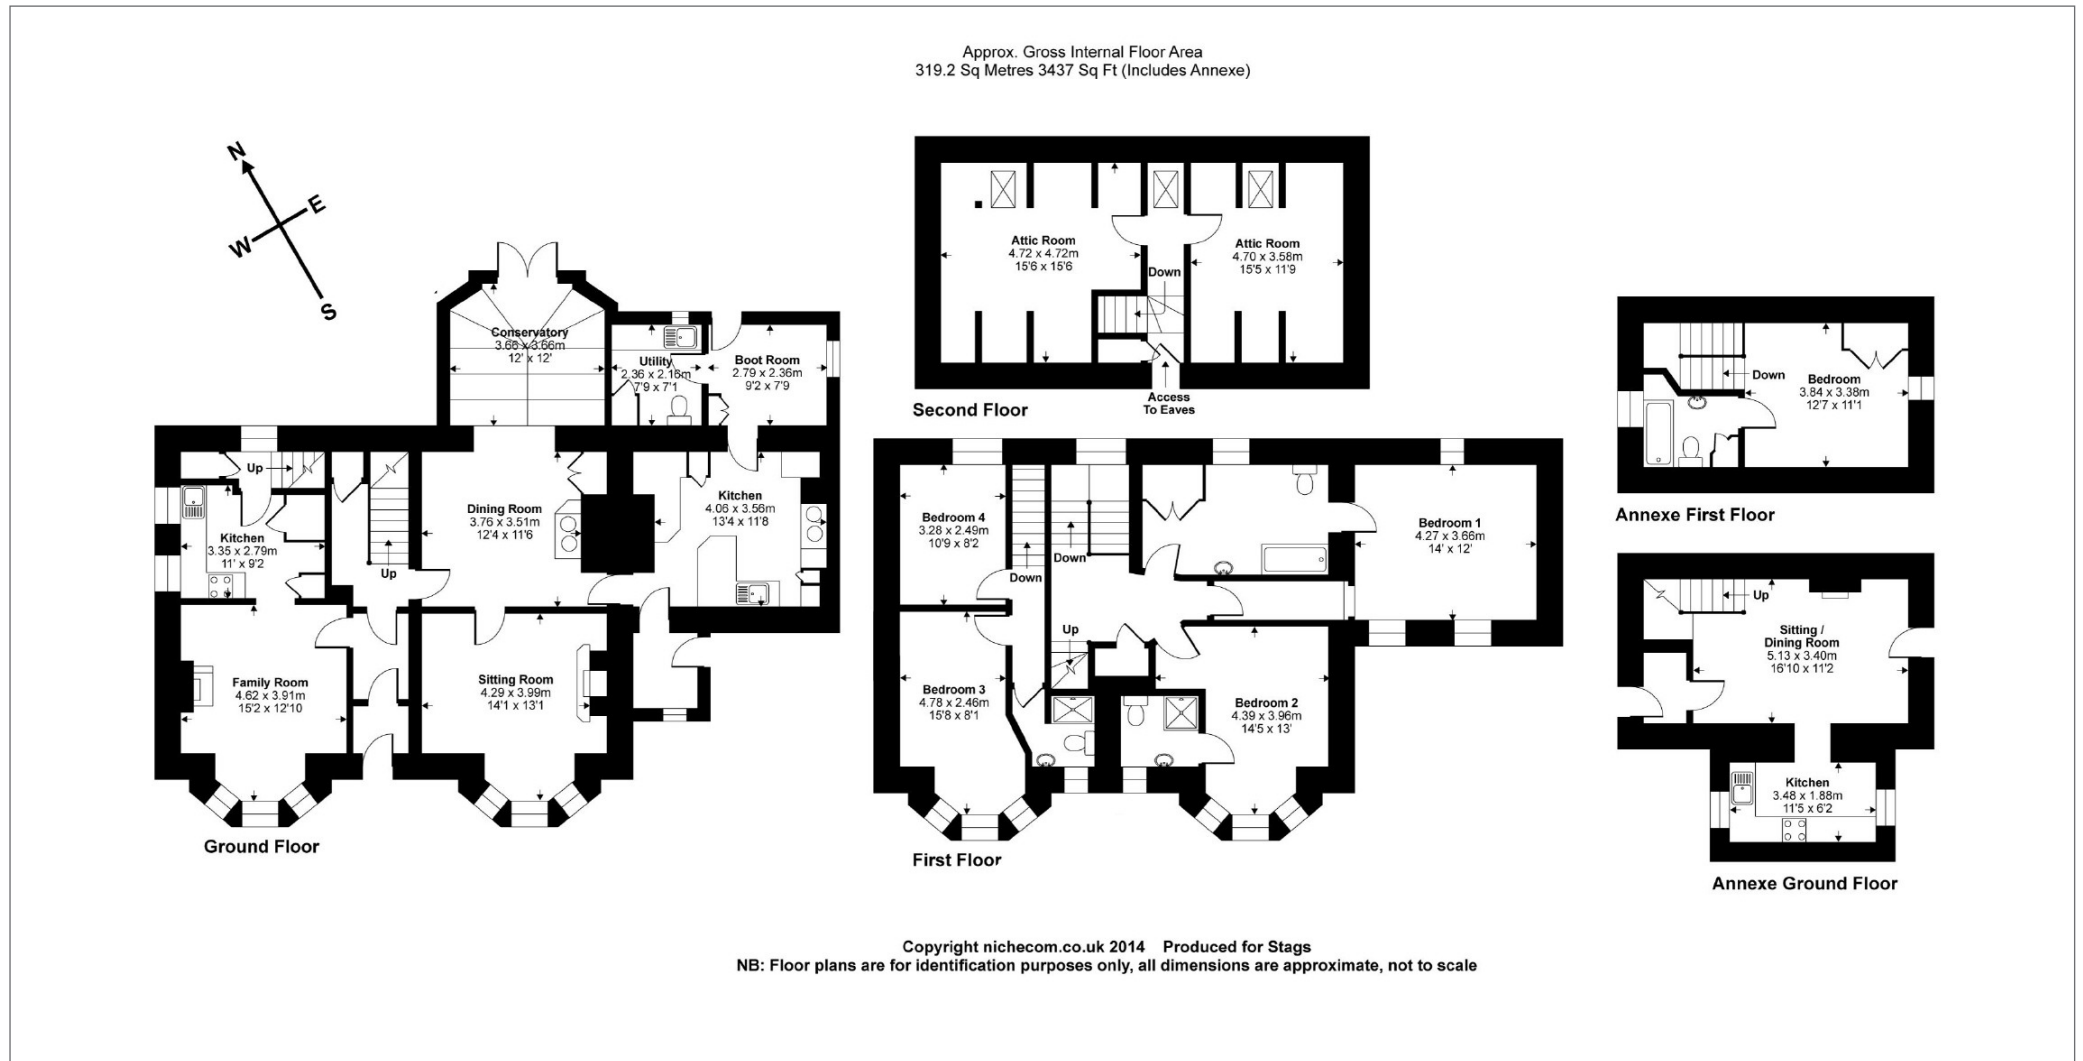 Approx. Gross Internal Floor Area
319.2 Sq Metres 3437 Sq Ft (Includes Annexe)
N
E
W
S
Conservatory
3.66 x 3.66m
12' x 12'
Utility
2.36 x 2.16m
7'9 x 7'1
Boot Room
2.79 x 2.36m
9'2 x 7'9
Up
Kitchen
3.35 x 2.79m
11' x 9'2
Up
Dining Room
3.76 x 3.51m
12'4 x 11'6
Kitchen
4.06 x 3.56m
13'4 x 11'8
Family Room
4.62 x 3.91m
15'2 x 12'10
Sitting Room
4.29 x 3.99m
14'1 x 13'1
Ground Floor
Attic Room
4.72 x 4.72m
15'6 x 15'6
Down
Attic Room
4.70 x 3.58m
15'5 x 11'9
Access
To Eaves
Second Floor
Bedroom 4
3.28 x 2.49m
10'9 x 8'2
Down
Down
Up
Bedroom 1
4.27 x 3.66m
14' x 12'
Bedroom 3
4.78 x 2.46m
15'8 x 8'1
Bedroom 2
4.39 x 3.96m
14'5 x 13'
First Floor
Down
Bedroom
3.84 x 3.38m
12'7 x 11'1
Annexe First Floor
Up
Sitting /
Dining Room
5.13 x 3.40m
16'10 x 11'2
Kitchen
3.48 x 1.88m
11'5 x 6'2
Annexe Ground Floor
Copyright nichecom.co.uk 2014 Produced for Stags
NB: Floor plans are for identification purposes only, all dimensions are approximate, not to scale